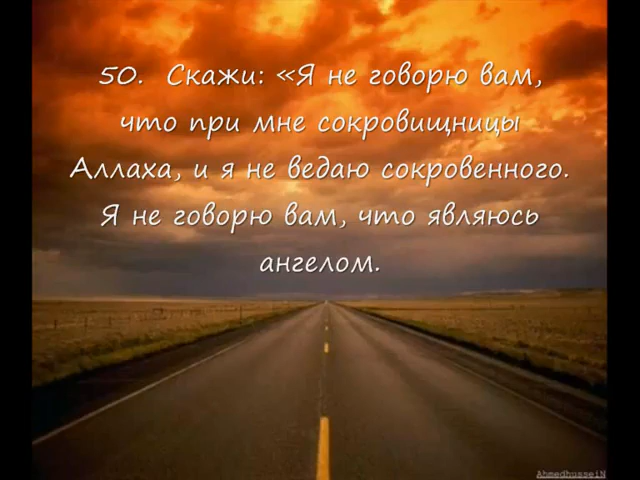 50. Скажи: «Я не говорю вам,
что при мне сокровищницы
Аллаха, и я не ведаю сокровенного.
Я не говорю вам, что являюсь
ангелом.
AhmedhusseiN